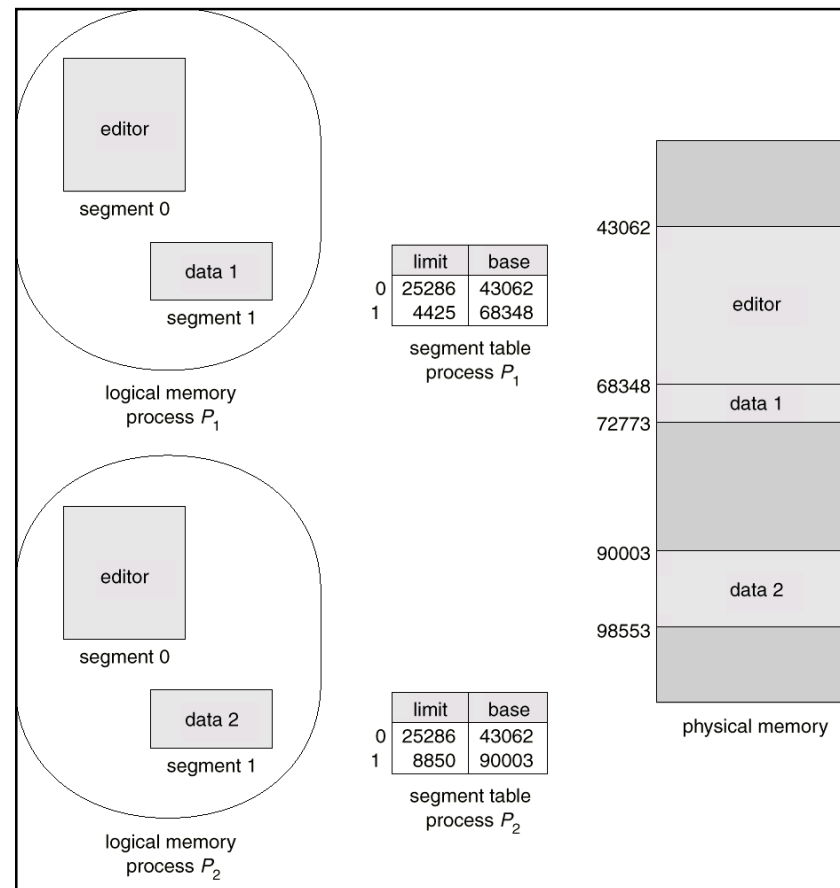 editor
segment 0
data 1
segment 1
logical memory
process P1
limit base
0 25286 43062
1 4425 68348
segment table
process P1
43062
editor
68348
data 1
72773
90003
data 2
98553
physical memory
editor
segment 0
data 2
segment 1
logical memory
process P2
limit base
0 25286 43062
1 8850 90003
segment table
process P2